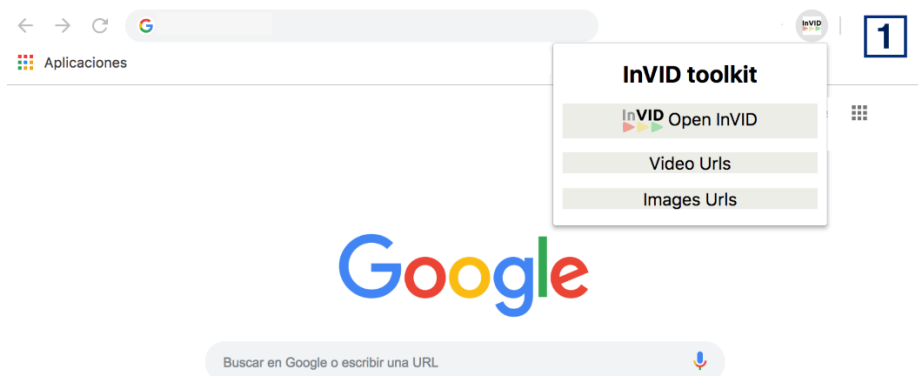 InVID
1
Aplicaciones
InVID toolkit
InVID Open InVID
Video Urls
Images Urls
Google
Buscar en Google o escribir una URL